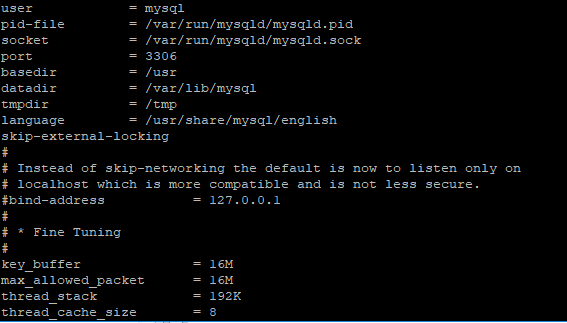 user = mysql
pid-file = /var/run/mysqld/mysqld.pid
socket = /var/run/mysqld/mysqld.sock
port = 3306
basedir = /usr
datadir = /var/lib/mysql
tmpdir = /tmp
language = /usr/share/mysql/english
skip-external-locking
#
# Instead of skip-networking the default is now to listen only on
# localhost which is more compatible and is not less secure.
#bind-address = 127.0.0.1
#
# * Fine Tuning
#
key_buffer = 16M
max_allowed_packet = 16M
thread_stack = 192K
thread_cache_size = 8